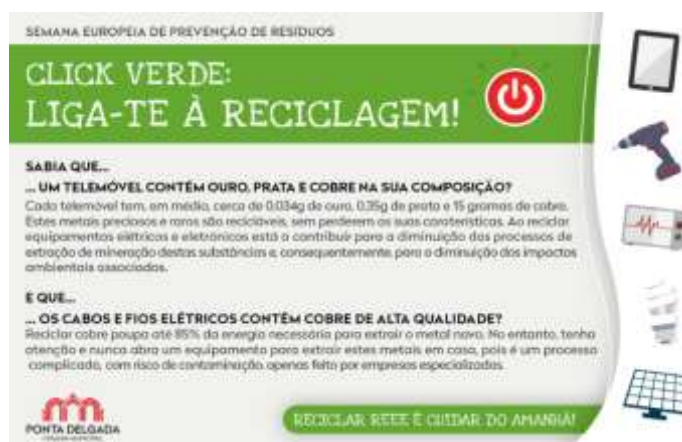 SEMANA EUROPEIA DE PREVENÇÃO DE RESÍDUOS
CLICK VERDE:
LIGA-TE À RECICLAGEM!
SABIA QUE...
... UM TELEMÓVEL CONTÉM OURO, PRATA E COBRE NA SUA COMPOSIÇÃO?
Cada telemóvel tem, em média, cerca de 0,034g de ouro, 0,35g de prata e 15 gramas de cobre.
Estes metais preciosos e raros são recicláveis, sem perderem as suas caraterísticas. Ao reciclar
equipamentos elétricos e eletrónicos está a contribuir para a diminuição dos processos de
extração de mineração destas substâncias e, consequentemente, para a diminuição dos impactos
ambientais associados.
E QUE...
... OS CABOS E FIOS ELÉTRICOS CONTÊM COBRE DE ALTA QUALIDADE?
Reciclar cobre poupa até 85% da energia necessária para extrair o metal novo. No entanto, tenha
atenção e nunca abra um equipamento para extrair estes metais em casa, pois é um processo
complicado, com risco de contaminação, apenas feito por empresas especializadas.
PONTA DELGADA
RECICLAR REEE É CUIDAR DO AMANHÃ!